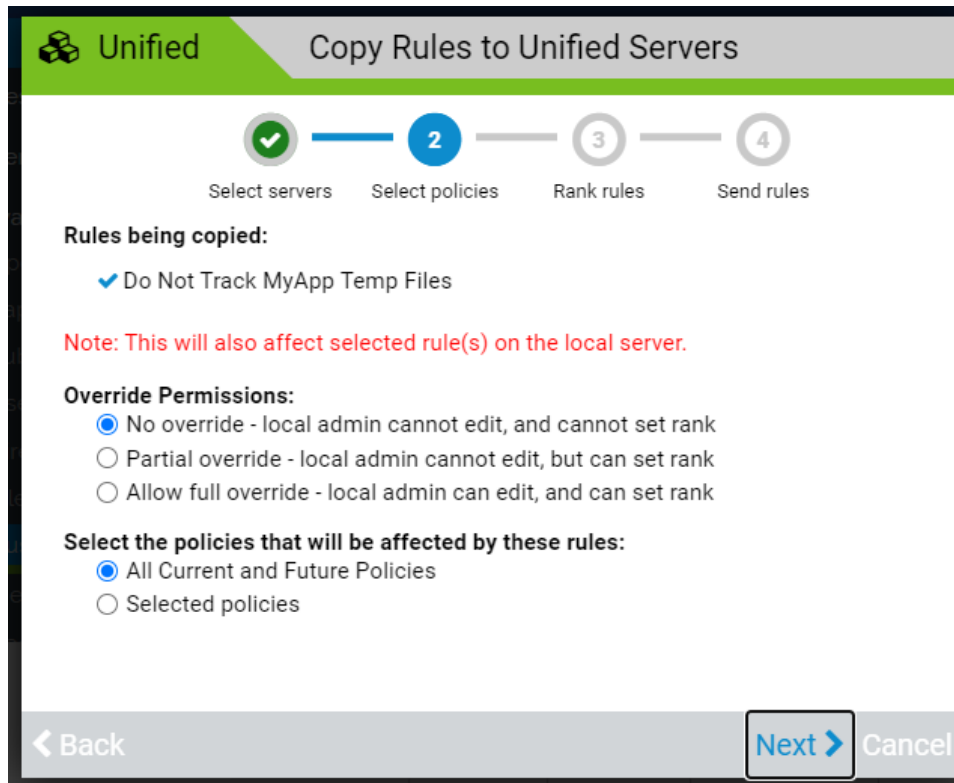 Unified
Copy Rules to Unified Servers
2
3
4
Select servers
Select policies
Rank rules
Send rules
Rules being copied:
Do Not Track MyApp Temp Files
Note: This will also affect selected rule(s) on the local server.
Override Permissions:
No override - local admin cannot edit, and cannot set rank
Partial override - local admin cannot edit, but can set rank
Allow full override - local admin can edit, and can set rank
Select the policies that will be affected by these rules:
All Current and Future Policies
Selected policies
Back
Next
Cancel